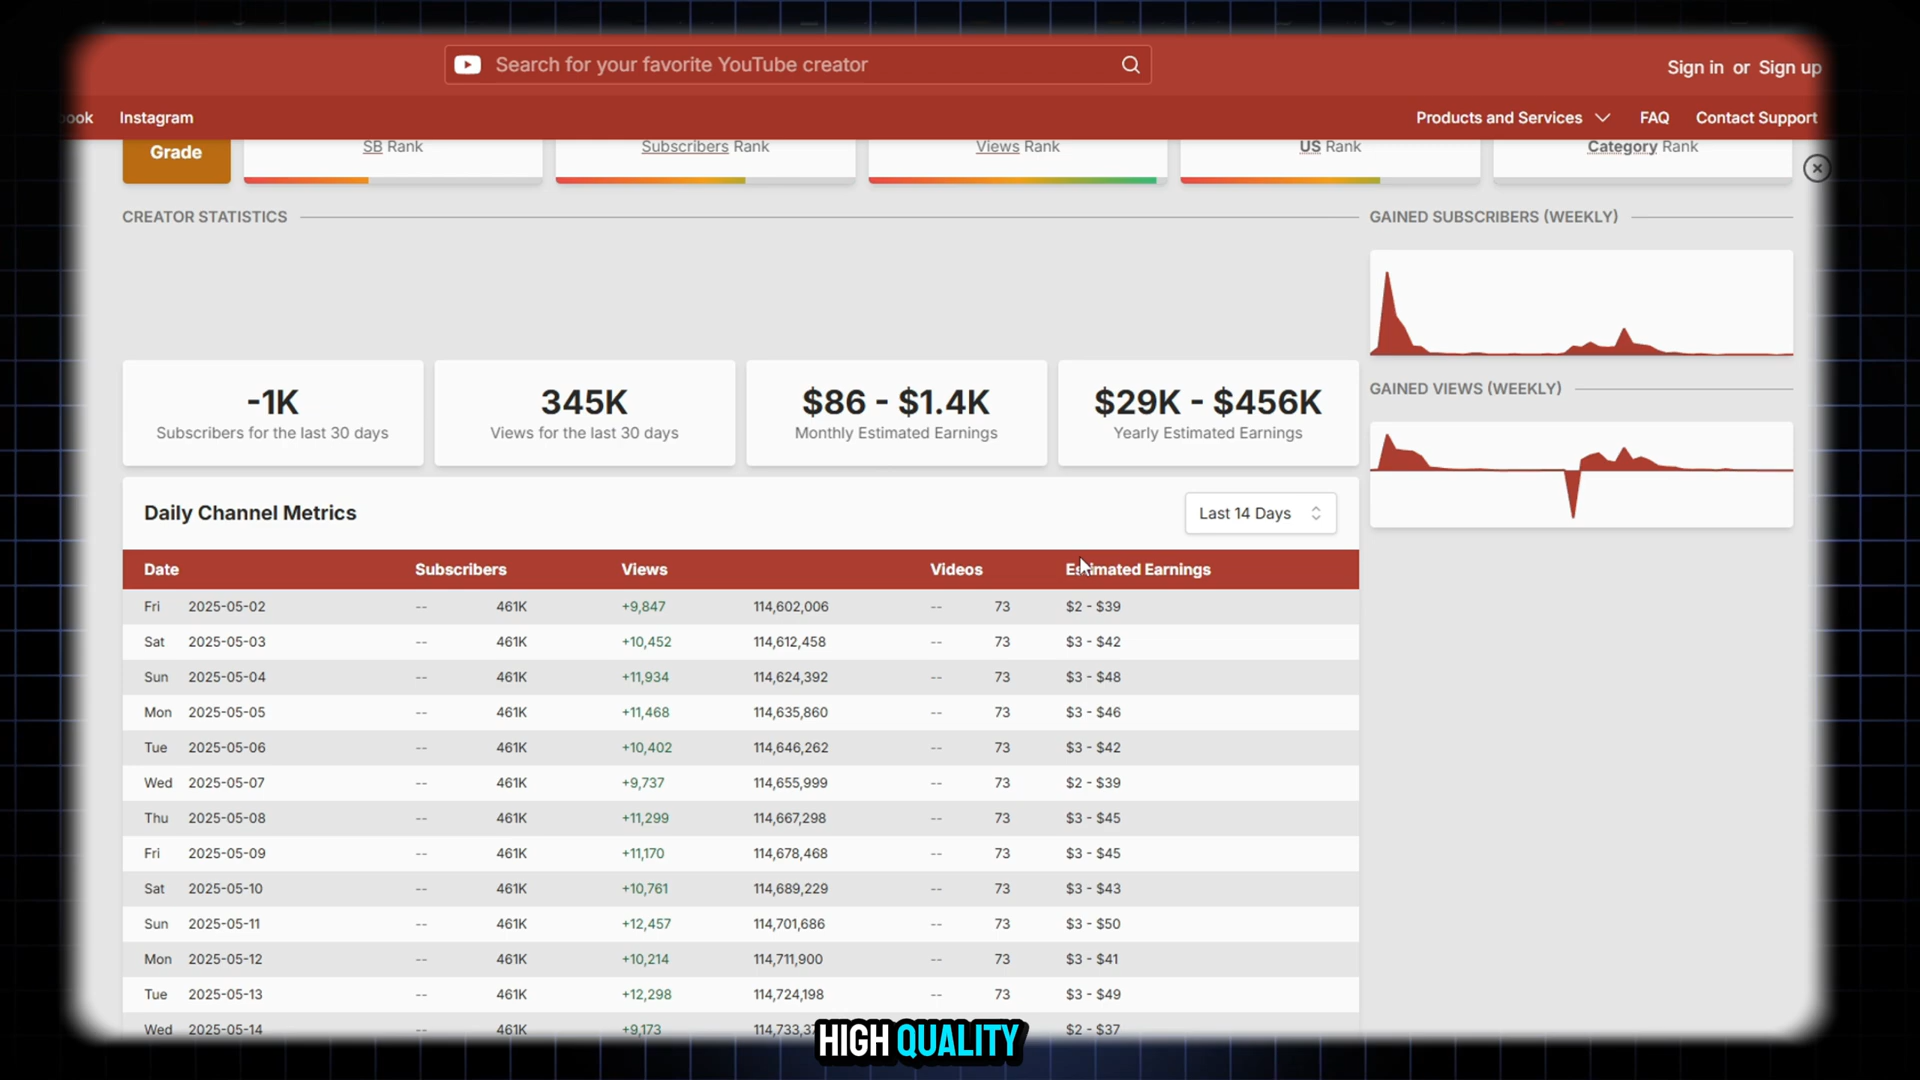 Search for your favorite YouTube creator
Sign in or Sign up
ook Instagram Products and Services FAQ Contact Support
Grade SB Rank Subscribers Rank Views Rank US Rank Category Rank
CREATOR STATISTICS
GAINED SUBSCRIBERS (WEEKLY)
GAINED VIEWS (WEEKLY)
-1K
Subscribers for the last 30 days
345K
Views for the last 30 days
$86 - $1.4K
Monthly Estimated Earnings
$29K - $456K
Yearly Estimated Earnings
Daily Channel Metrics
Last 14 Days
Date Subscribers Views Videos Estimated Earnings
Fri 2025-05-02 -- 461K +9,847 114,602,006 -- 73 $2 - $39
Sat 2025-05-03 -- 461K +10,452 114,612,458 -- 73 $3 - $42
Sun 2025-05-04 -- 461K +11,934 114,624,392 -- 73 $3 - $48
Mon 2025-05-05 -- 461K +11,468 114,635,860 -- 73 $3 - $46
Tue 2025-05-06 -- 461K +10,402 114,646,262 -- 73 $3 - $42
Wed 2025-05-07 -- 461K +9,737 114,655,999 -- 73 $2 - $39
Thu 2025-05-08 -- 461K +11,299 114,667,298 -- 73 $3 - $45
Fri 2025-05-09 -- 461K +11,170 114,678,468 -- 73 $3 - $45
Sat 2025-05-10 -- 461K +10,761 114,689,229 -- 73 $3 - $43
Sun 2025-05-11 -- 461K +12,457 114,701,686 -- 73 $3 - $50
Mon 2025-05-12 -- 461K +10,214 114,711,900 -- 73 $3 - $41
Tue 2025-05-13 -- 461K +12,298 114,724,198 -- 73 $3 - $49
Wed 2025-05-14 -- 461K +9,173 $2 - $37
HIGH QUALITY